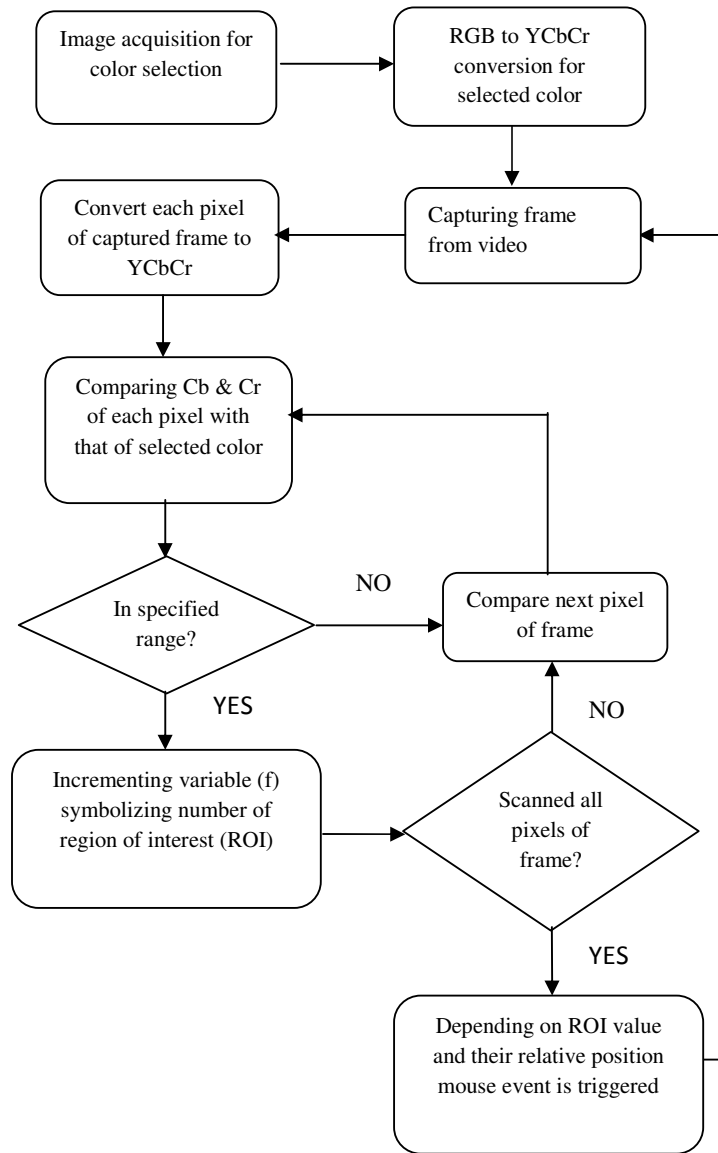 Image acquisition for
color selection
RGB to YCbCr
conversion for
selected color
Convert each pixel
of captured frame to
YCbCr
Capturing frame
from video
Comparing Cb & Cr
of each pixel with
that of selected color
In specified
range?
NO
Compare next pixel
of frame
YES
NO
Incrementing variable (f)
symbolizing number of
region of interest (ROI)
Scanned all
pixels of
frame?
YES
Depending on ROI value
and their relative position
mouse event is triggered